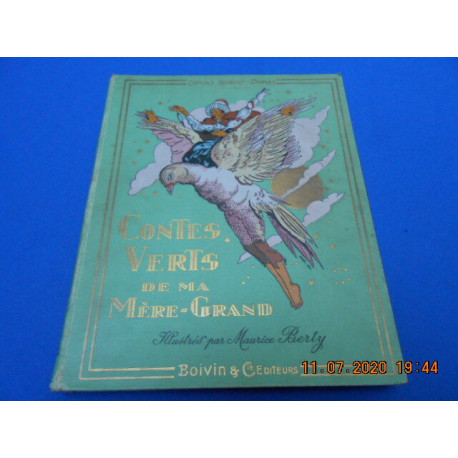 CONTES
VERTS
DE MA
MÈRE-GRAND
Illustrés par Maurice Berty
BOIVIN & Cie EDITEURS
11-07-2020 19:44